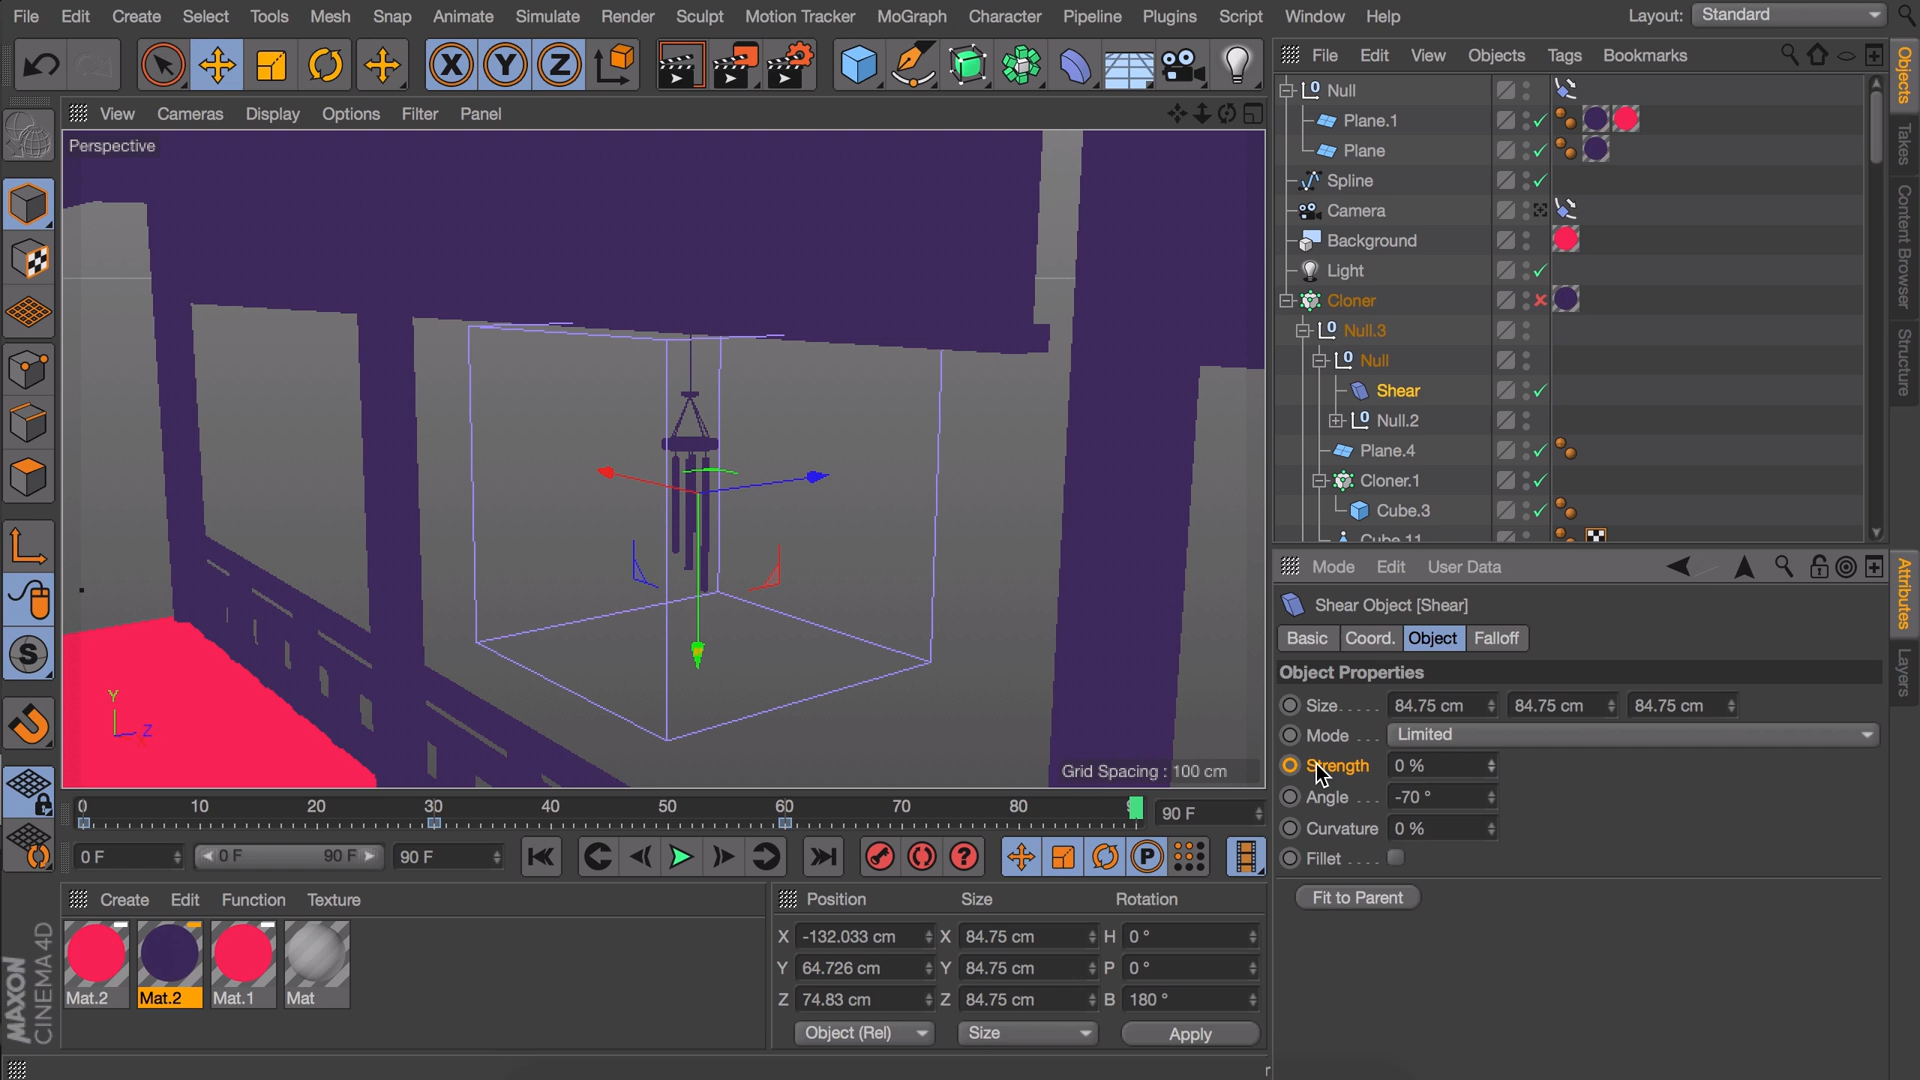 File Edit Create Select Tools Mesh Snap Animate Simulate Render Sculpt Motion Tracker MoGraph Character Pipeline Plugins Script Window Help Layout: Standard
File Edit View Objects Tags Bookmarks
View Cameras Display Options Filter Panel
Perspective
Grid Spacing : 100 cm
X Y Z
Null
Plane.1
Plane
Spline
Camera
Background
Light
Cloner
Null.3
Null
Shear
Null.2
Plane.4
Cloner.1
Cube.3
Cube.11
Objects
Takes
Content Browser
Structure
Mode Edit User Data
Shear Object [Shear]
Basic Coord. Object Falloff
Object Properties
Size..... 84.75 cm 84.75 cm 84.75 cm
Mode ... Limited
Strength 0 %
Angle ... -70 °
Curvature 0 %
Fillet ....
Fit to Parent
Attributes
Layers
Y
Z
0 10 20 30 40 50 60 70 80 90 F
0 F 0 F 90 F 90 F
Create Edit Function Texture
Mat.2 Mat.2 Mat.1 Mat
MAXON
CINEMA 4D
Position Size Rotation
X -132.033 cm X 84.75 cm H 0 °
Y 64.726 cm Y 84.75 cm P 0 °
Z 74.83 cm Z 84.75 cm B 180 °
Object (Rel) Size Apply